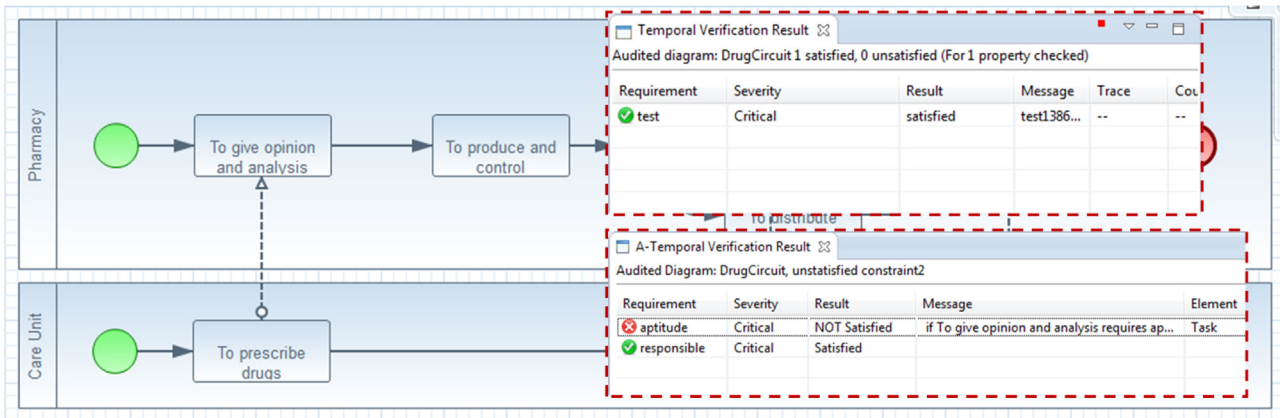 Pharmacy
To give opinion
and analysis
To produce and
control
To distribute
Care Unit
To prescribe
drugs
Temporal Verification Result
Audited diagram: DrugCircuit 1 satisfied, 0 unsatisfied (For 1 property checked)
Requirement Severity Result Message Trace Cou
test Critical satisfied test1386... -- --
A-Temporal Verification Result
Audited Diagram: DrugCircuit, unstatisfied constraint2
Requirement Severity Result Message Element
aptitude Critical NOT Satisfied if To give opinion and analysis requires ap... Task
responsible Critical Satisfied